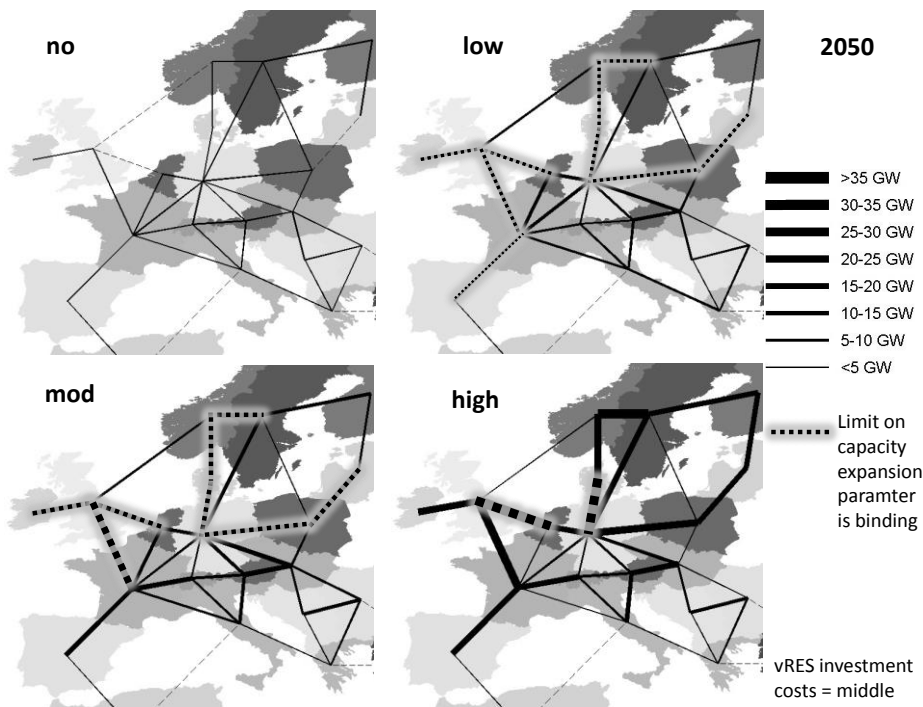 no
low
2050
>35 GW
30-35 GW
25-30 GW
20-25 GW
15-20 GW
10-15 GW
5-10 GW
<5 GW
mod
high
Limit on
capacity
expansion
paramter
is binding
vRES investment
costs = middle